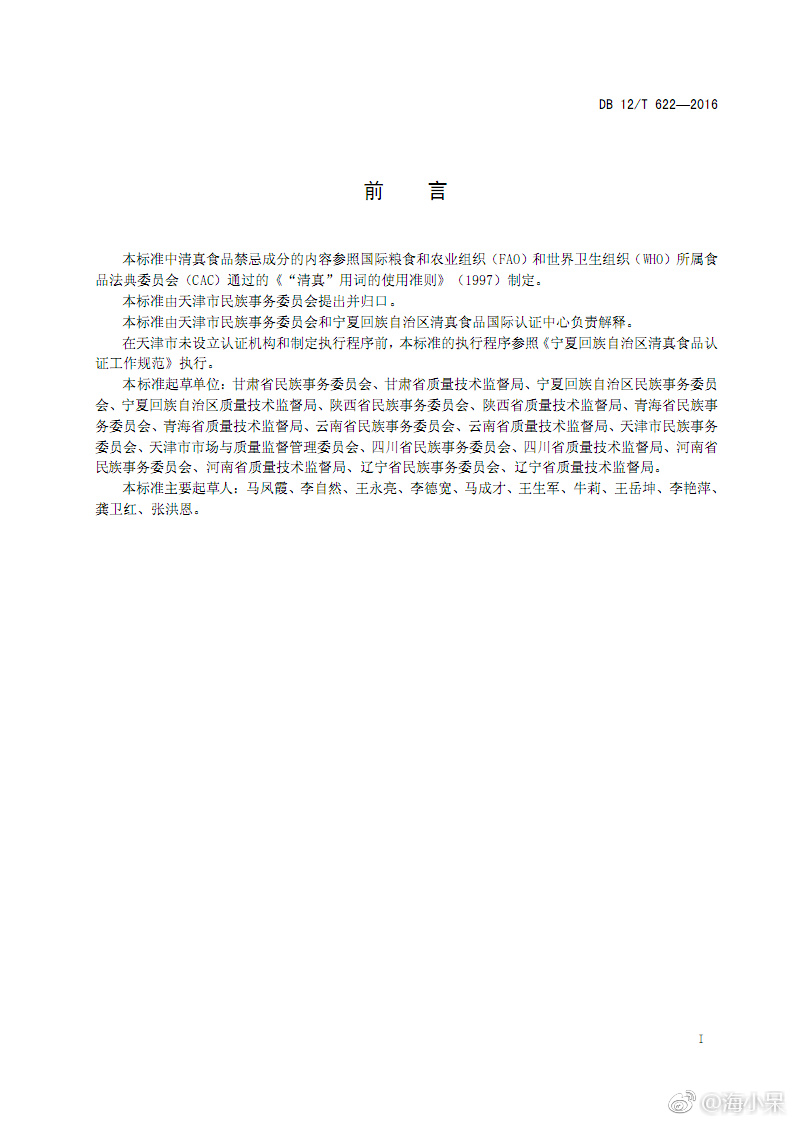 DB 12/T 622—2016
前 言
本标准中清真食品禁忌成分的内容参照国际粮食和农业组织（FAO）和世界卫生组织（WHO）所属食
品法典委员会（CAC）通过的《“清真”用词的使用准则》（1997）制定。
本标准由天津市民族事务委员会提出并归口。
本标准由天津市民族事务委员会和宁夏回族自治区清真食品国际认证中心负责解释。
在天津市未设立认证机构和制定执行程序前，本标准的执行程序参照《宁夏回族自治区清真食品认
证工作规范》执行。
本标准起草单位：甘肃省民族事务委员会、甘肃省质量技术监督局、宁夏回族自治区民族事务委员
会、宁夏回族自治区质量技术监督局、陕西省民族事务委员会、陕西省质量技术监督局、青海省民族事
务委员会、青海省质量技术监督局、云南省民族事务委员会、云南省质量技术监督局、天津市民族事务
委员会、天津市市场与质量监督管理委员会、四川省民族事务委员会、四川省质量技术监督局、河南省
民族事务委员会、河南省质量技术监督局、辽宁省民族事务委员会、辽宁省质量技术监督局。
本标准主要起草人：马凤霞、李自然、王永亮、李德宽、马成才、王生军、牛莉、王岳坤、李艳萍、
龚卫红、张洪恩。
I
@海小呆